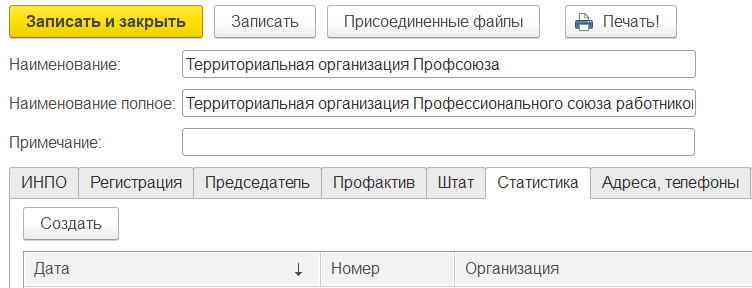 Записать и закрыть Записать Присоединенные файлы Печать!
Наименование: Территориальная организация Профсоюза
Наименование полное: Территориальная организация Профессионального союза работников
Примечание:
ИНПО Регистрация Председатель Профактив Штат Статистика Адреса, телефоны
Создать
Дата ↓ Номер Организация